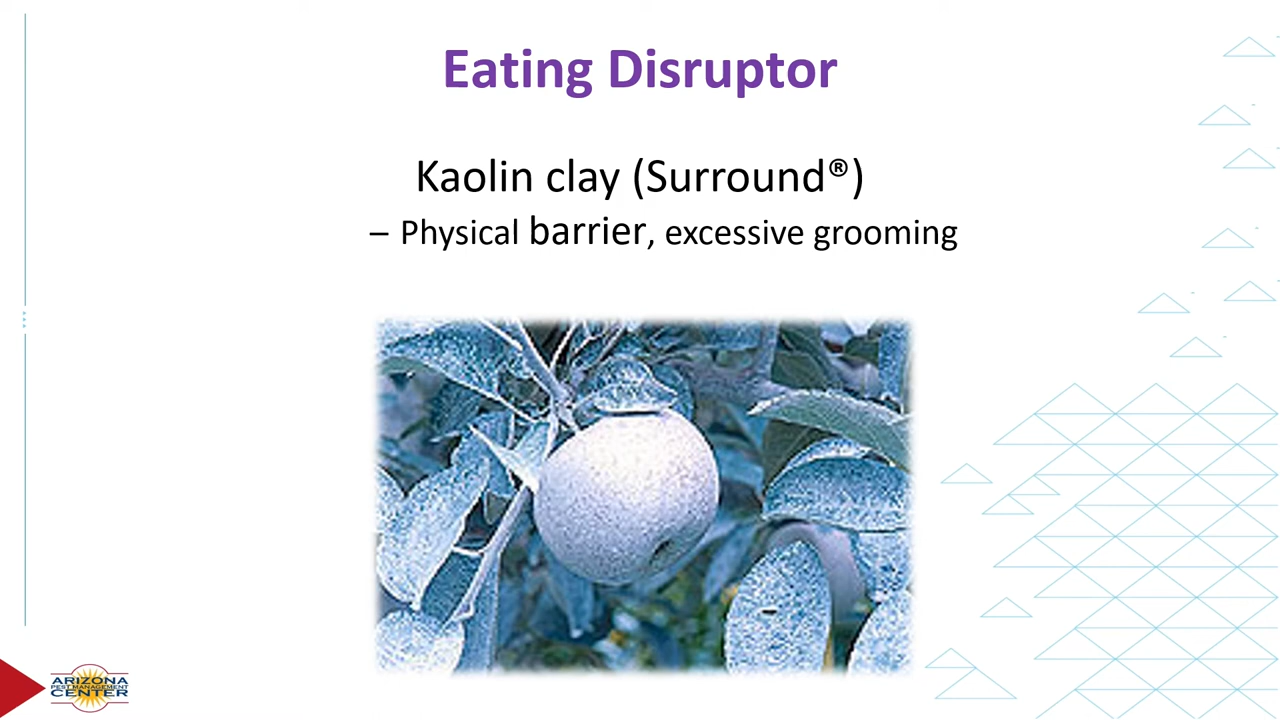 Eating Disruptor
Kaolin clay (Surround®)
– Physical barrier, excessive grooming
ARIZONA
PEST MANAGEMENT
CENTER